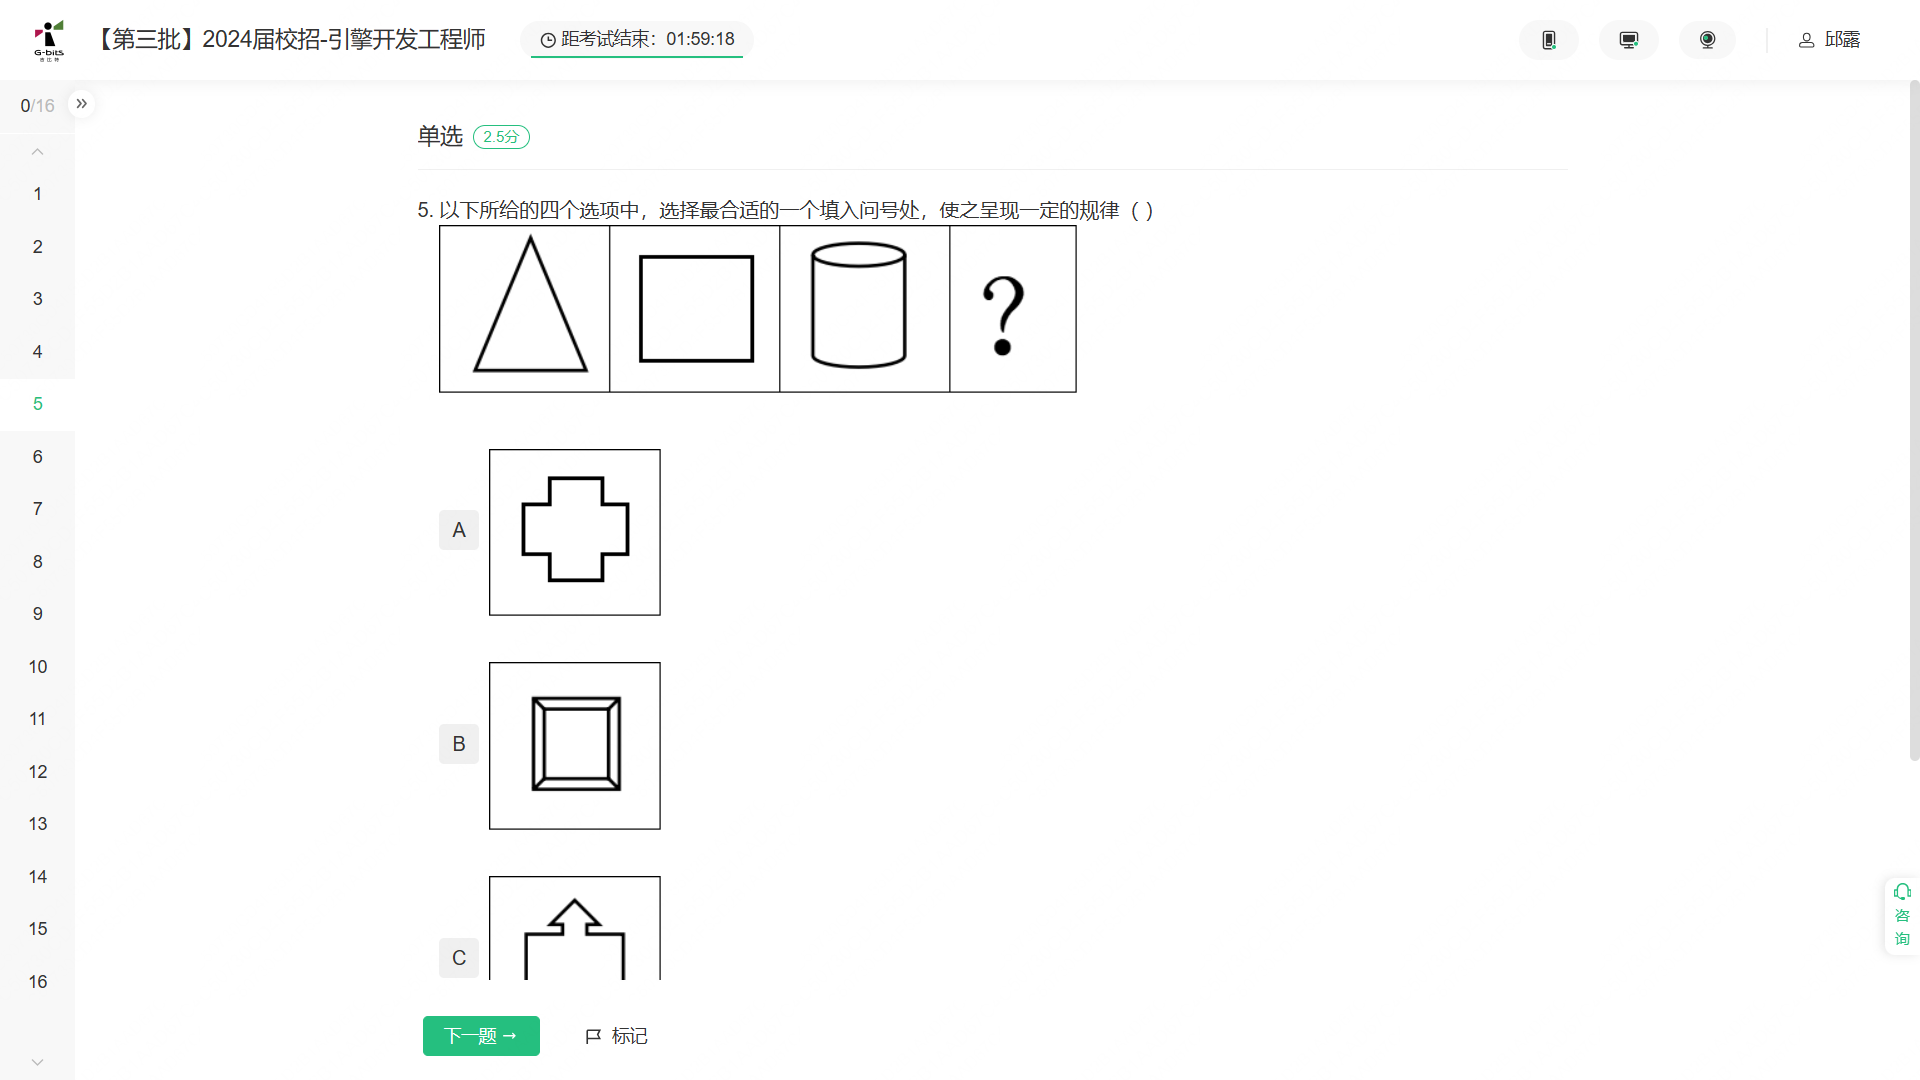 G-bits
吉比特
【第三批】2024届校招-引擎开发工程师
距考试结束：01:59:18
邱露
0/16
1
2
3
4
5
6
7
8
9
10
11
12
13
14
15
16
单选 2.5分
5. 以下所给的四个选项中，选择最合适的一个填入问号处，使之呈现一定的规律（ ）
?
A
B
C
下一题 →
标记
咨
询